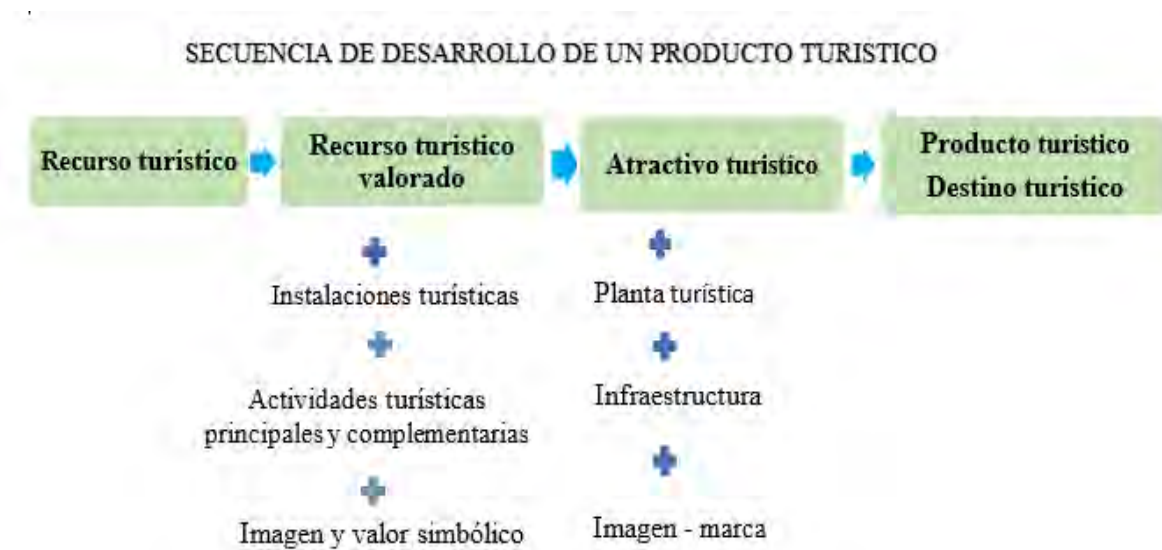 SECUENCIA DE DESARROLLO DE UN PRODUCTO TURISTICO
Recurso turistico
Recurso turistico
valorado
Atractivo turistico
Producto turistico
Destino turistico
Instalaciones turísticas
Actividades turísticas
principales y complementarias
Imagen y valor simbólico
Planta turística
Infraestructura
Imagen - marca